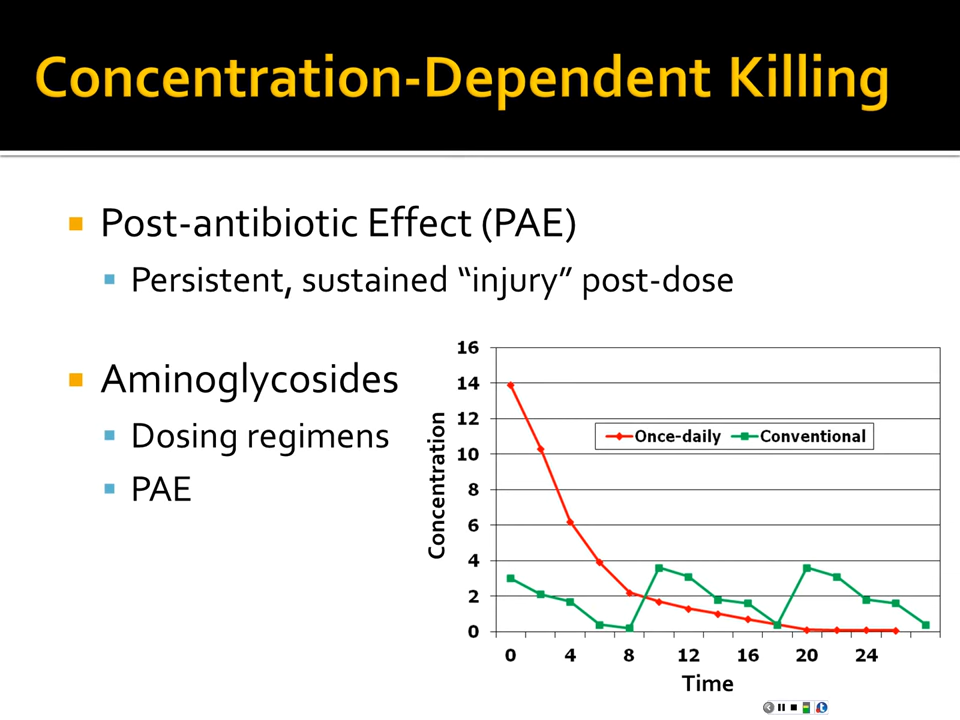 Concentration-Dependent Killing
Post-antibiotic Effect (PAE)
Persistent, sustained “injury” post-dose
Aminoglycosides
Dosing regimens
PAE
16
14
12
10
8
6
4
2
0
Concentration
Once-daily Conventional
0 4 8 12 16 20 24
Time